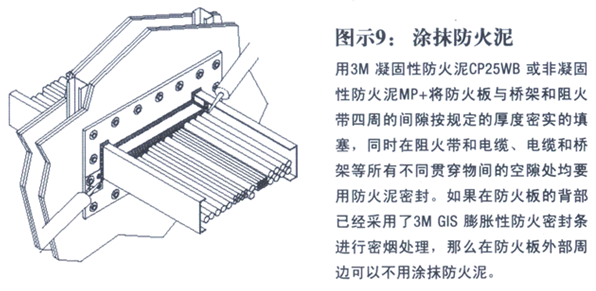 图示9：涂抹防火泥
用3M 凝固性防火泥CP25WB 或非凝固
性防火泥MP+将防火板与桥架和阻火
带四周的间隙按规定的厚度密实的填
塞，同时在阻火带和电缆、电缆和桥
架等所有不同贯穿物间的空隙处均要
用防火泥密封。如果在防火板的背部
已经采用了3M GIS 膨胀性防火密封条
进行密烟处理，那么在防火板外部周
边可以不用涂抹防火泥。